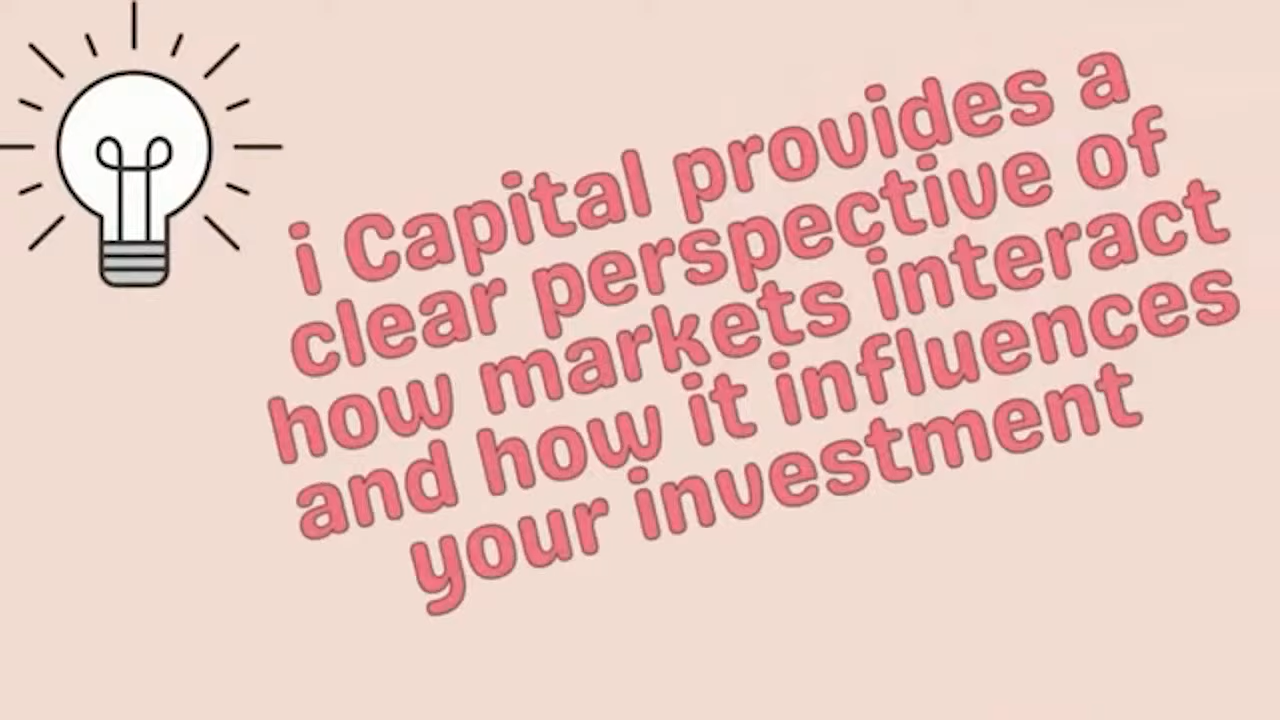 i Capital provides a
clear perspective of
how markets interact
and how it influences
your investment